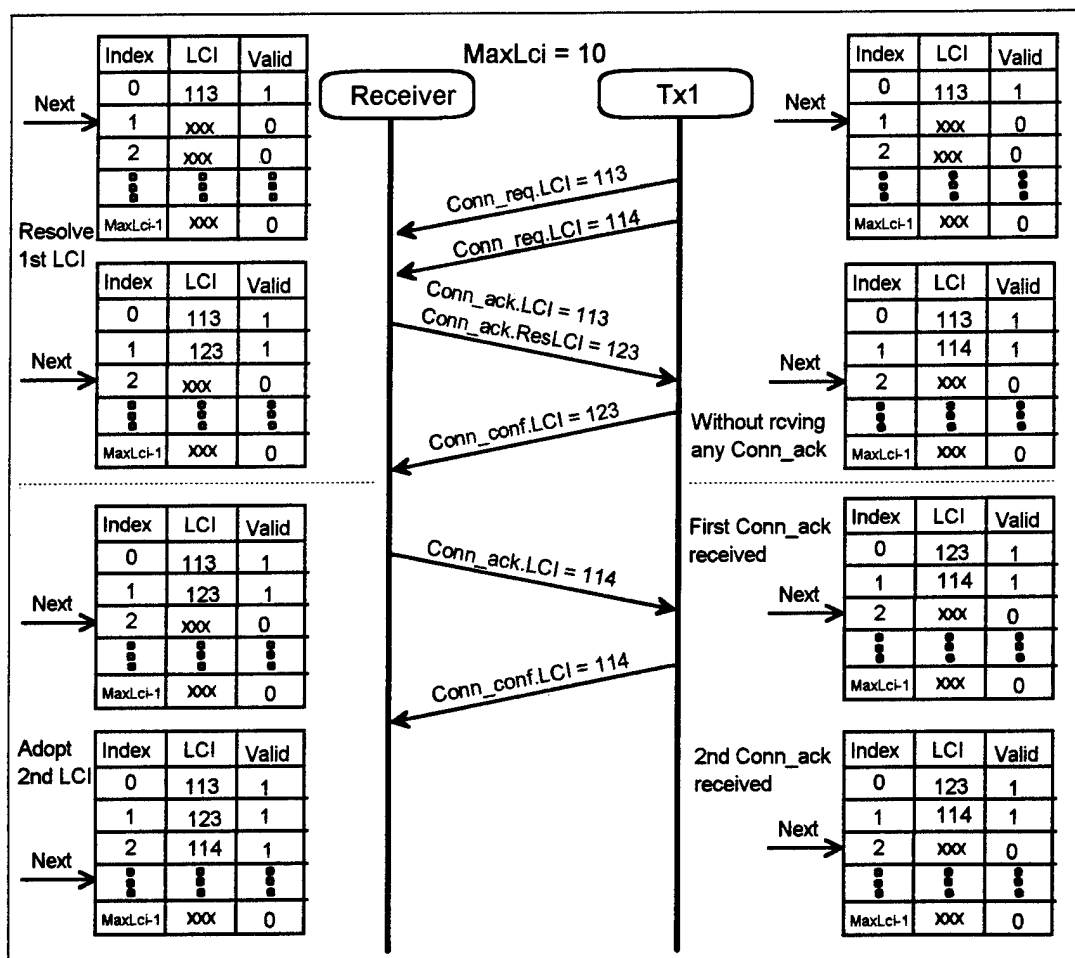 MaxLci = 10
Receiver
Tx1
Index LCI Valid
0 113 1
Next
1 xxx 0
2 xxx 0
MaxLci-1 xxx 0
Resolve
1st LCI
Index LCI Valid
0 113 1
1 123 1
Next
2 xxx 0
MaxLci-1 xxx 0
Index LCI Valid
0 113 1
1 123 1
Next
2 xxx 0
MaxLci-1 xxx 0
Adopt
2nd LCI
Index LCI Valid
0 113 1
1 123 1
2 114 1
Next
MaxLci-1 xxx 0
Conn_req.LCI = 113
Conn_req.LCI = 114
Conn_ack.LCI = 113
Conn_ack.ResLCI = 123
Conn_conf.LCI = 123
Conn_ack.LCI = 114
Conn_conf.LCI = 114
Index LCI Valid
0 113 1
Next
1 xxx 0
2 xxx 0
MaxLci-1 xxx 0
Index LCI Valid
0 113 1
1 114 1
Next
2 xxx 0
MaxLci-1 xxx 0
Without rcving
any Conn_ack
First Conn_ack
received
Index LCI Valid
0 123 1
1 114 1
Next
2 xxx 0
MaxLci-1 xxx 0
2nd Conn_ack
received
Index LCI Valid
0 123 1
1 114 1
Next
2 xxx 0
MaxLci-1 xxx 0